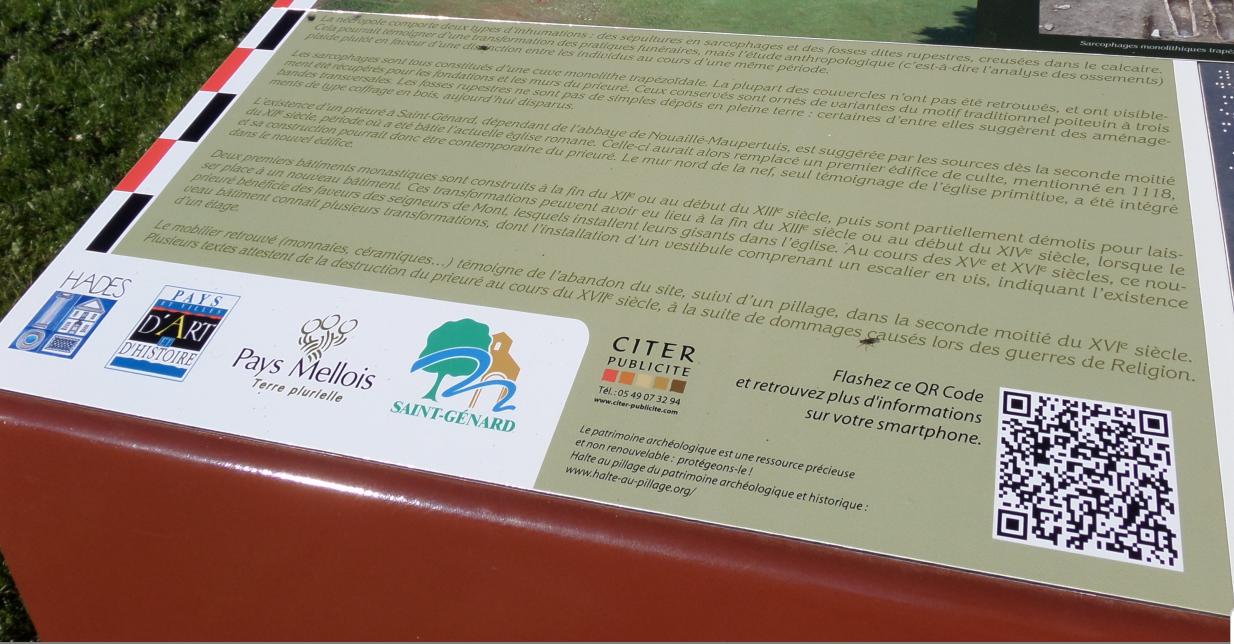 Sarcophages monolithiques
La nécropole comporte deux types d'inhumations : des sépultures en sarcophages et des fosses dites rupestres, creusées dans le calcaire.
Cela pourrait témoigner d'une transformation des pratiques funéraires, mais l'étude anthropologique (c'est-à-dire l'analyse des ossements)
plaide plutôt en faveur d'une distinction entre les individus au cours d'une même période.
Les sarcophages sont tous constitués d'une cuve monolithe trapézoïdale. La plupart des couvercles n'ont pas été retrouvés, et ont visible-
ment été récupérés pour les fondations et les murs du prieuré. Ceux conservés sont ornés de variantes du motif traditionnel poitevin à trois
bandes transversales. Les fosses rupestres ne sont pas de simples dépôts en pleine terre : certaines d'entre elles suggèrent des aménage-
ments de type coffrage en bois, aujourd'hui disparus.
L'existence d'un prieuré à Saint-Génard, dépendant de l'abbaye de Nouaillé-Maupertuis, est suggérée par les sources dès la seconde moitié
du XIᵉ siècle, période où a été bâtie l'actuelle église romane. Celle-ci aurait alors remplacé un premier édifice de culte, mentionné en 1118,
et sa construction pourrait donc être contemporaine du prieuré. Le mur nord de la nef, seul témoignage de l'église primitive, a été intégré
dans le nouvel édifice.
Deux premiers bâtiments monastiques sont construits à la fin du XIᵉ ou au début du XIIᵉ siècle, puis sont partiellement démolis pour lais-
ser place à un nouveau bâtiment. Ces transformations peuvent avoir eu lieu à la fin du XIIIᵉ siècle ou au début du XIVᵉ siècle, lorsque le
prieuré bénéficie des faveurs des seigneurs de Mont, lesquels installent leurs gisants dans l'église. Au cours des XVᵉ et XVIᵉ siècles, ce nou-
veau bâtiment connaît plusieurs transformations, dont l'installation d'un vestibule comprenant un escalier en vis, indiquant l'existence
d'un étage.
Le mobilier retrouvé (monnaies, céramiques...) témoigne de l'abandon du site, suivi d'un pillage, dans la seconde moitié du XVIᵉ siècle.
Plusieurs textes attestent de la destruction du prieuré au cours du XVIIᵉ siècle, à la suite de dommages causés lors des guerres de Religion.
HADES
PAYS
ET VILLES
D'ART
ET
D'HISTOIRE
Pays Mellois
Terre plurielle
SAINT-GÉNARD
CITER
PUBLICITE
Tél. : 05 49 07 32 94
www.citer-publicite.com
Flashez ce QR Code
et retrouvez plus d'informations
sur votre smartphone.
Le patrimoine archéologique est une ressource précieuse
et non renouvelable : protégeons-le !
Halte au pillage du patrimoine archéologique et historique :
www.halte-au-pillage.org/